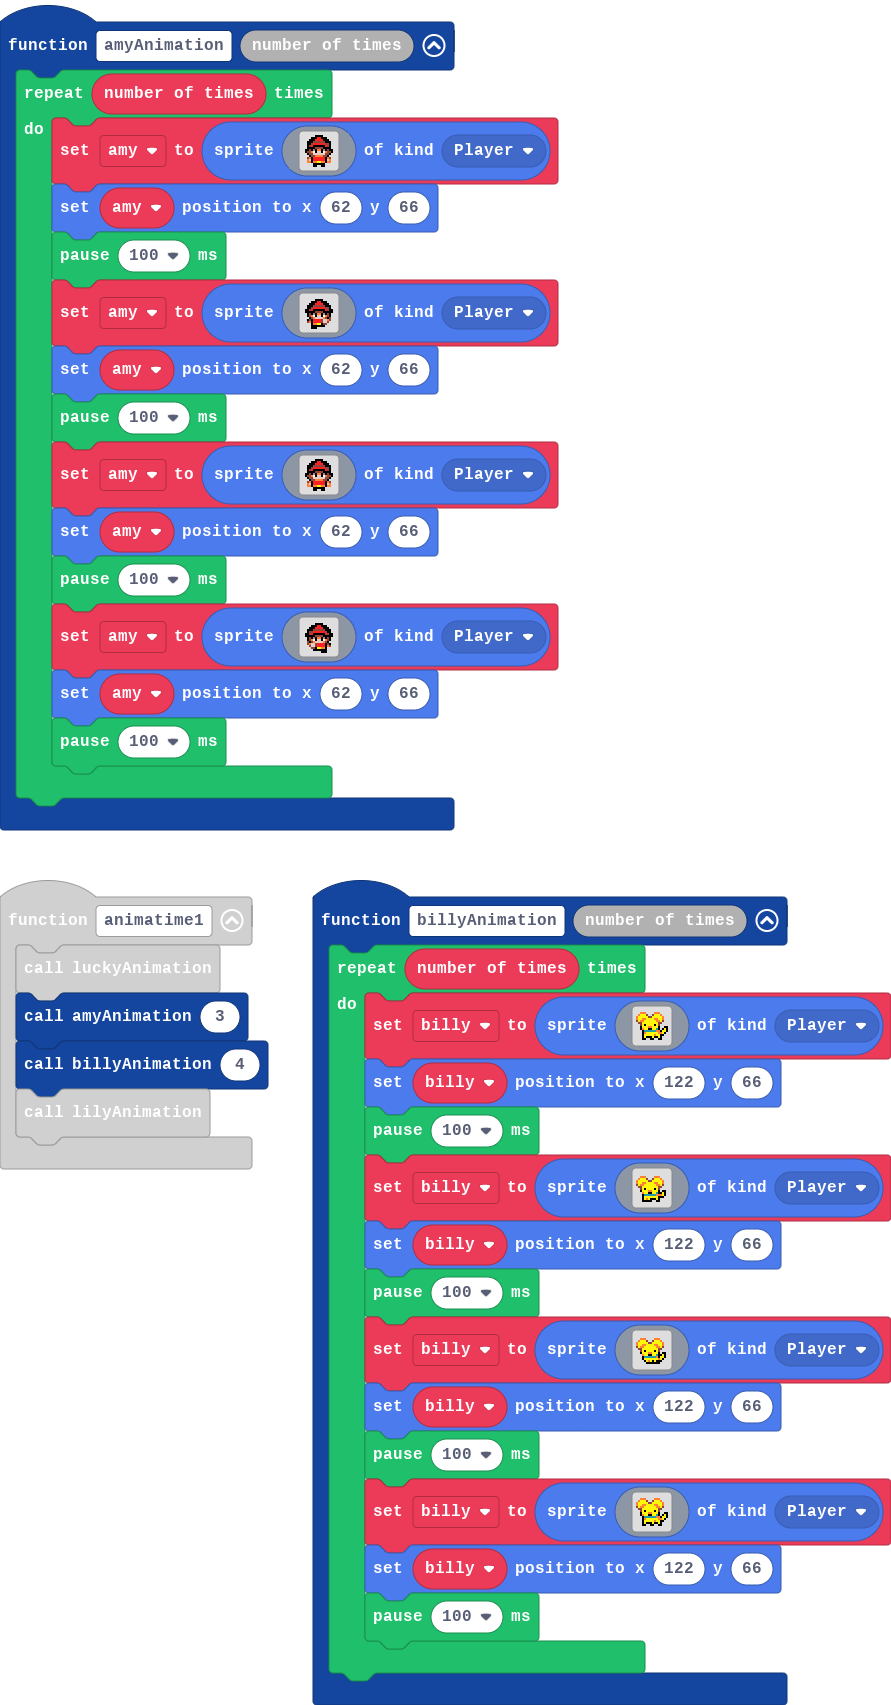 function amyAnimation number of times
repeat number of times times
do
set amy to sprite of kind Player
set amy position to x 62 y 66
pause 100 ms
set amy to sprite of kind Player
set amy position to x 62 y 66
pause 100 ms
set amy to sprite of kind Player
set amy position to x 62 y 66
pause 100 ms
set amy to sprite of kind Player
set amy position to x 62 y 66
pause 100 ms
function animatime1
call luckyAnimation
call amyAnimation 3
call billyAnimation 4
call lilyAnimation
function billyAnimation number of times
repeat number of times times
do
set billy to sprite of kind Player
set billy position to x 122 y 66
pause 100 ms
set billy to sprite of kind Player
set billy position to x 122 y 66
pause 100 ms
set billy to sprite of kind Player
set billy position to x 122 y 66
pause 100 ms
set billy to sprite of kind Player
set billy position to x 122 y 66
pause 100 ms